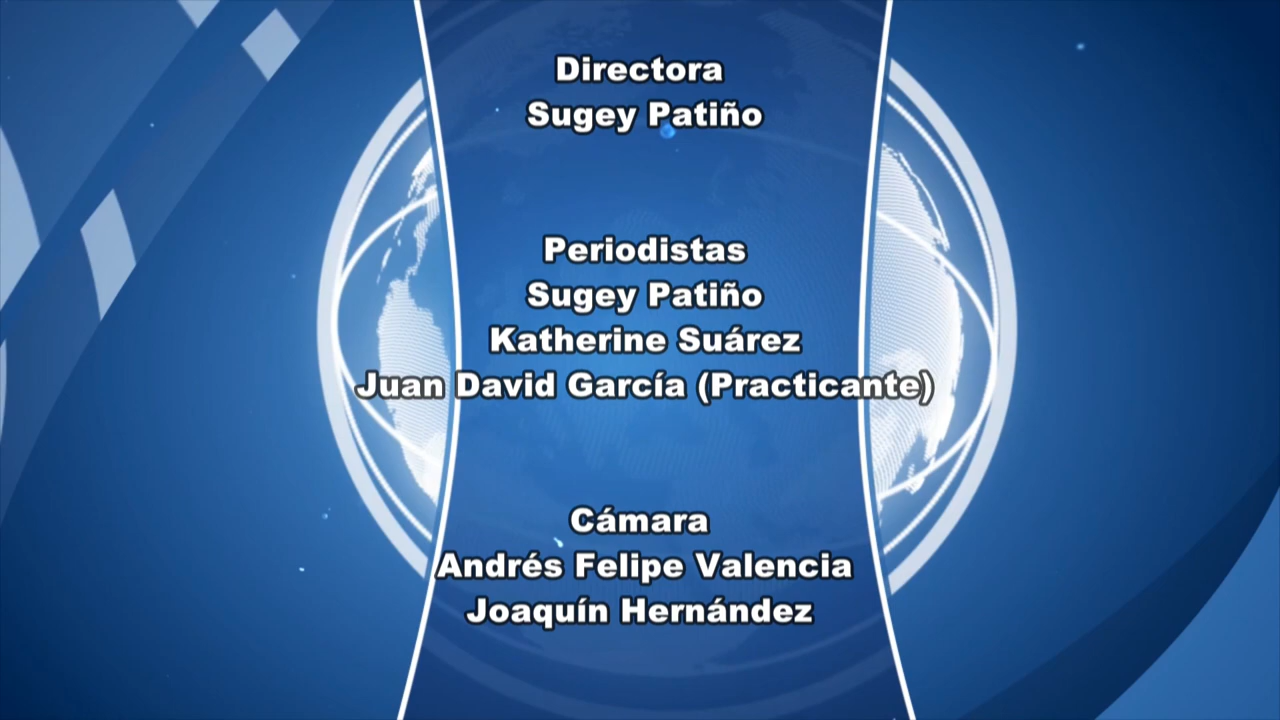 Directora
Sugey Patiño
Periodistas
Sugey Patiño
Katherine Suárez
Juan David García (Practicante)
Cámara
Andrés Felipe Valencia
Joaquín Hernández